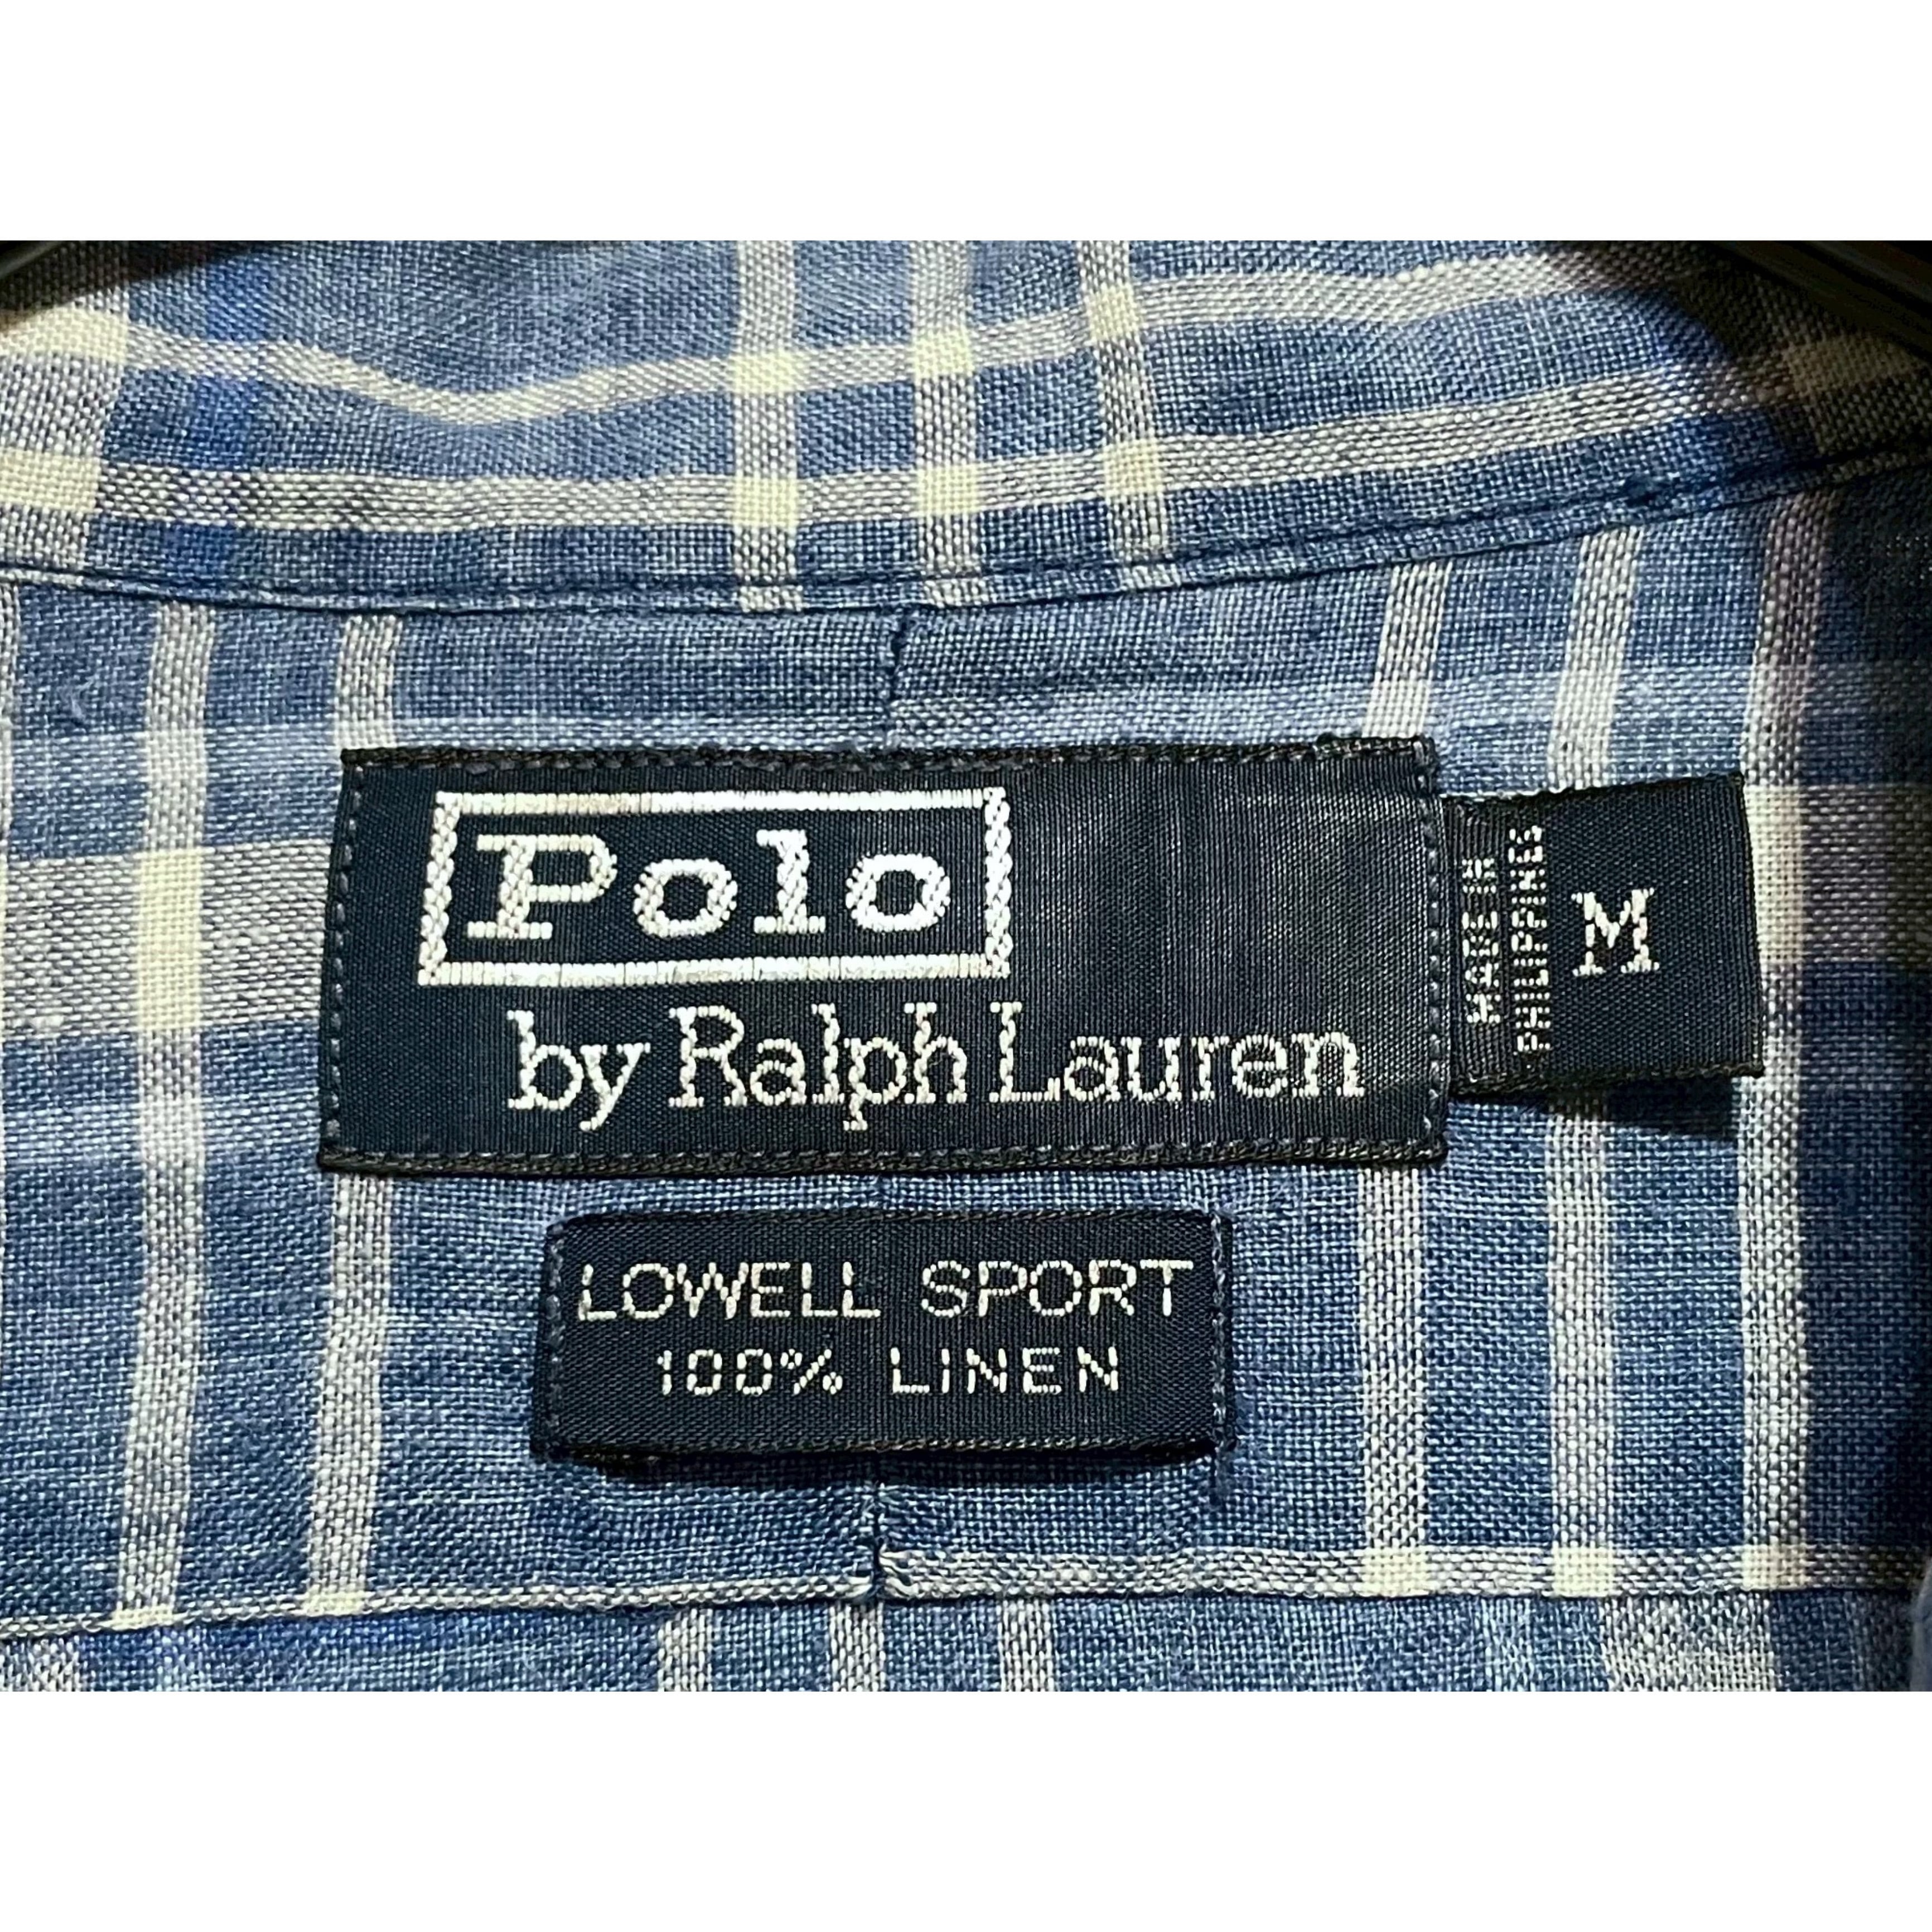 Polo
by Ralph Lauren
MADE IN
PHILIPPINES
M
LOWELL SPORT
100% LINEN